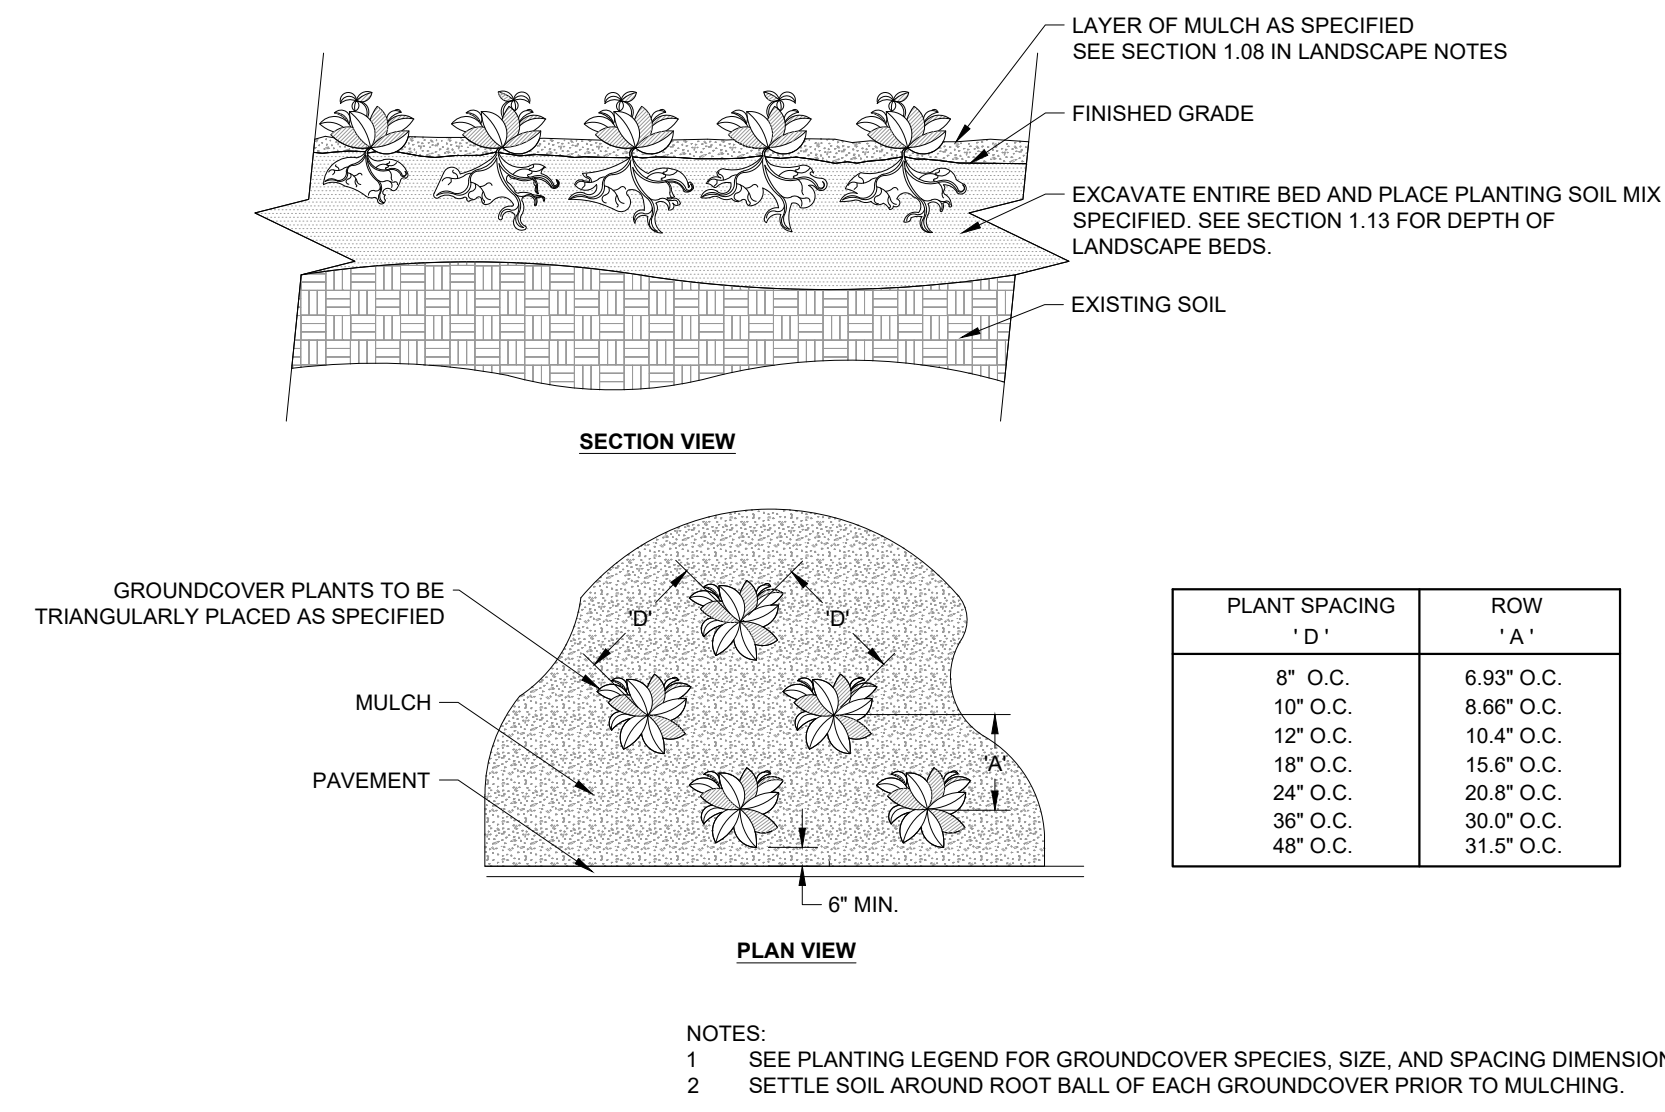 LAYER OF MULCH AS SPECIFIED
SEE SECTION 1.08 IN LANDSCAPE NOTES
FINISHED GRADE
EXCAVATE ENTIRE BED AND PLACE PLANTING SOIL MIX
SPECIFIED. SEE SECTION 1.13 FOR DEPTH OF
LANDSCAPE BEDS.
EXISTING SOIL
SECTION VIEW
GROUNDCOVER PLANTS TO BE
TRIANGULARLY PLACED AS SPECIFIED
MULCH
PAVEMENT
'D'
'D'
'A'
6" MIN.
PLAN VIEW
PLANT SPACING ROW
' D ' ' A '
8" O.C. 6.93" O.C.
10" O.C. 8.66" O.C.
12" O.C. 10.4" O.C.
18" O.C. 15.6" O.C.
24" O.C. 20.8" O.C.
36" O.C. 30.0" O.C.
48" O.C. 31.5" O.C.
NOTES:
1 SEE PLANTING LEGEND FOR GROUNDCOVER SPECIES, SIZE, AND SPACING DIMENSION
2 SETTLE SOIL AROUND ROOT BALL OF EACH GROUNDCOVER PRIOR TO MULCHING.